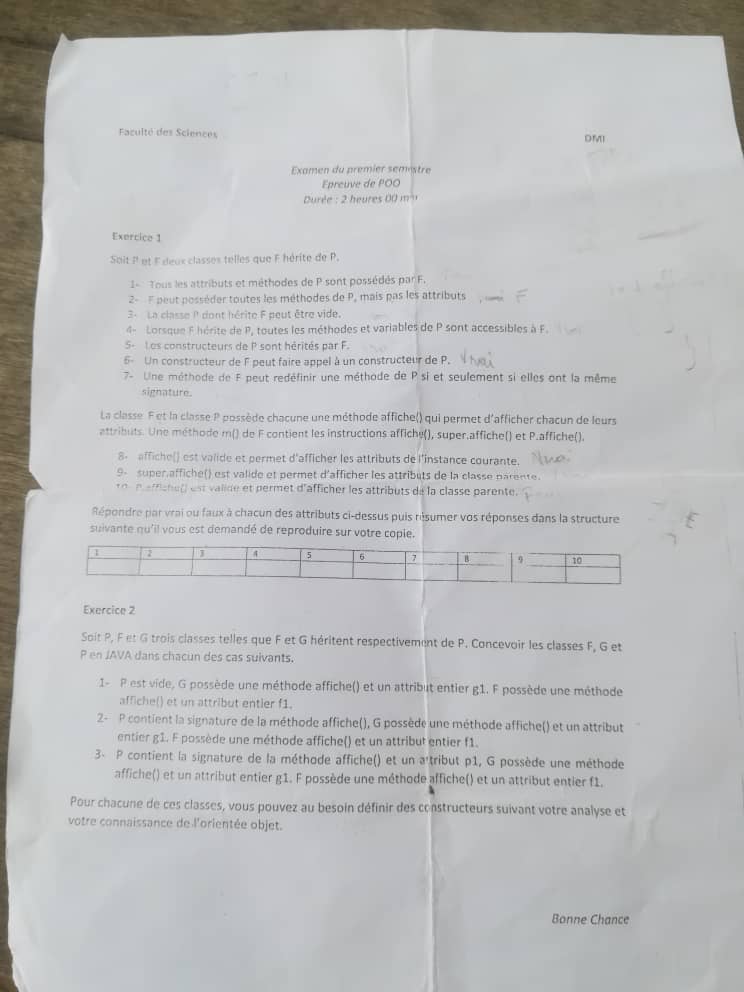 Faculté des Sciences
DMI
Examen du premier semestre
Epreuve de POO
Durée : 2 heures 00 mn
Exercice 1
Soit P et F deux classes telles que F hérite de P.
1- Tous les attributs et méthodes de P sont possédés par F.
2- F peut posséder toutes les méthodes de P, mais pas les attributs F
3- La classe P dont hérite F peut être vide.
4- Lorsque F hérite de P, toutes les méthodes et variables de P sont accessibles à F.
5- Les constructeurs de P sont hérités par F.
6- Un constructeur de F peut faire appel à un constructeur de P. Vrai
7- Une méthode de F peut redéfinir une méthode de P si et seulement si elles ont la même
signature.
La classe F et la classe P possède chacune une méthode affiche() qui permet d'afficher chacun de leurs
attributs. Une méthode m() de F contient les instructions affiche(), super.affiche() et P.affiche().
8- affiche() est valide et permet d'afficher les attributs de l'instance courante. Vrai
9- super.affiche() est valide et permet d'afficher les attributs de la classe parente.
10- P.affiche() est valide et permet d'afficher les attributs de la classe parente.
Répondre par vrai ou faux à chacun des attributs ci-dessus puis résumer vos réponses dans la structure
suivante qu'il vous est demandé de reproduire sur votre copie.
1 2 3 4 5 6 7 8 9 10
Exercice 2
Soit P, F et G trois classes telles que F et G héritent respectivement de P. Concevoir les classes F, G et
P en JAVA dans chacun des cas suivants.
1- P est vide, G possède une méthode affiche() et un attribut entier g1. F possède une méthode
affiche() et un attribut entier f1.
2- P contient la signature de la méthode affiche(), G possède une méthode affiche() et un attribut
entier g1. F possède une méthode affiche() et un attribut entier f1.
3- P contient la signature de la méthode affiche() et un attribut p1, G possède une méthode
affiche() et un attribut entier g1. F possède une méthode affiche() et un attribut entier f1.
Pour chacune de ces classes, vous pouvez au besoin définir des constructeurs suivant votre analyse et
votre connaissance de l'orientée objet.
Bonne Chance